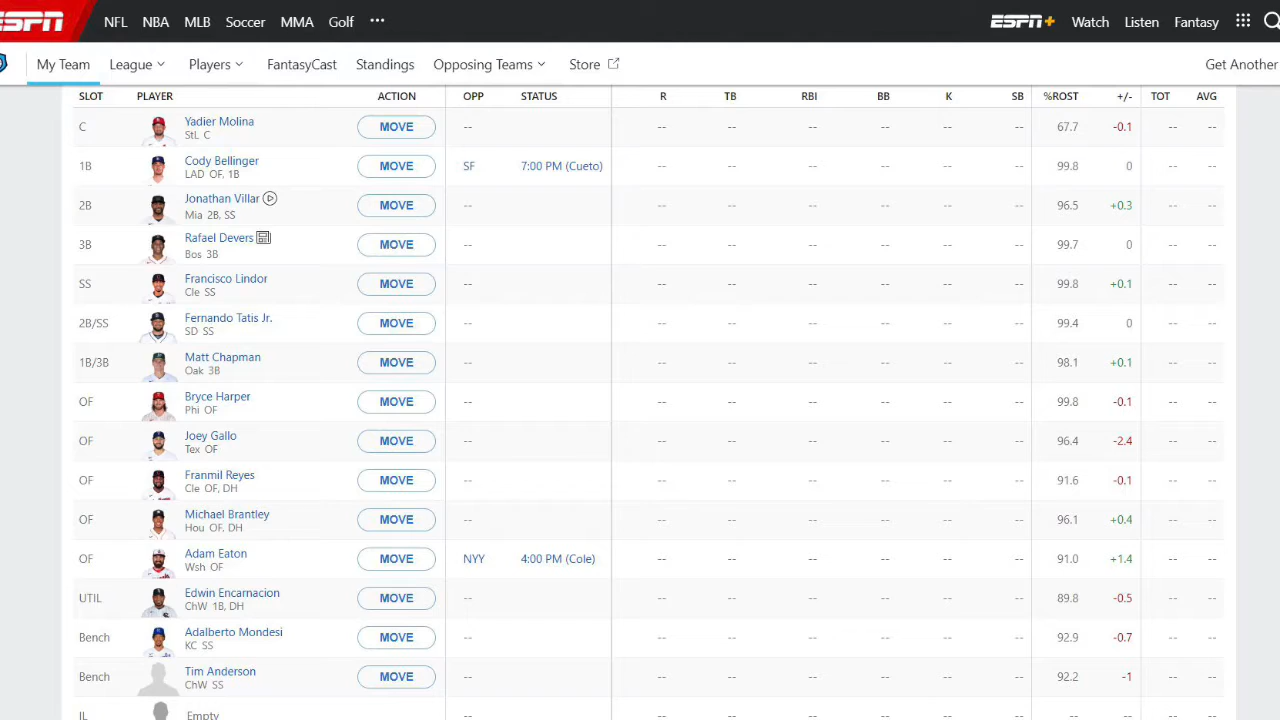 ESPN NFL NBA MLB Soccer MMA Golf ESPN+ Watch Listen Fantasy
My Team League Players FantasyCast Standings Opposing Teams Store Get Another
SLOT PLAYER ACTION OPP STATUS R TB RBI BB K SB %ROST +/- TOT AVG
C Yadier Molina MOVE -- -- -- -- -- -- -- 67.7 -0.1 -- --
StL C
1B Cody Bellinger MOVE SF 7:00 PM (Cueto) -- -- -- -- -- -- 99.8 0 -- --
LAD OF, 1B
2B Jonathan Villar MOVE -- -- -- -- -- -- -- 96.5 +0.3 -- --
Mia 2B, SS
3B Rafael Devers MOVE -- -- -- -- -- -- -- 99.7 0 -- --
Bos 3B
SS Francisco Lindor MOVE -- -- -- -- -- -- -- 99.8 +0.1 -- --
Cle SS
2B/SS Fernando Tatis Jr. MOVE -- -- -- -- -- -- -- 99.4 0 -- --
SD SS
1B/3B Matt Chapman MOVE -- -- -- -- -- -- -- 98.1 +0.1 -- --
Oak 3B
OF Bryce Harper MOVE -- -- -- -- -- -- -- 99.8 -0.1 -- --
Phi OF
OF Joey Gallo MOVE -- -- -- -- -- -- -- 96.4 -2.4 -- --
Tex OF
OF Franmil Reyes MOVE -- -- -- -- -- -- -- 91.6 -0.1 -- --
Cle OF, DH
OF Michael Brantley MOVE -- -- -- -- -- -- -- 96.1 +0.4 -- --
Hou OF, DH
OF Adam Eaton MOVE NYY 4:00 PM (Cole) -- -- -- -- -- -- 91.0 +1.4 -- --
Wsh OF
UTIL Edwin Encarnacion MOVE -- -- -- -- -- -- -- 89.8 -0.5 -- --
ChW 1B, DH
Bench Adalberto Mondesi MOVE -- -- -- -- -- -- -- 92.9 -0.7 -- --
KC SS
Bench Tim Anderson MOVE -- -- -- -- -- -- -- 92.2 -1 -- --
ChW SS
IL Empty -- -- -- -- -- -- -- -- -- --